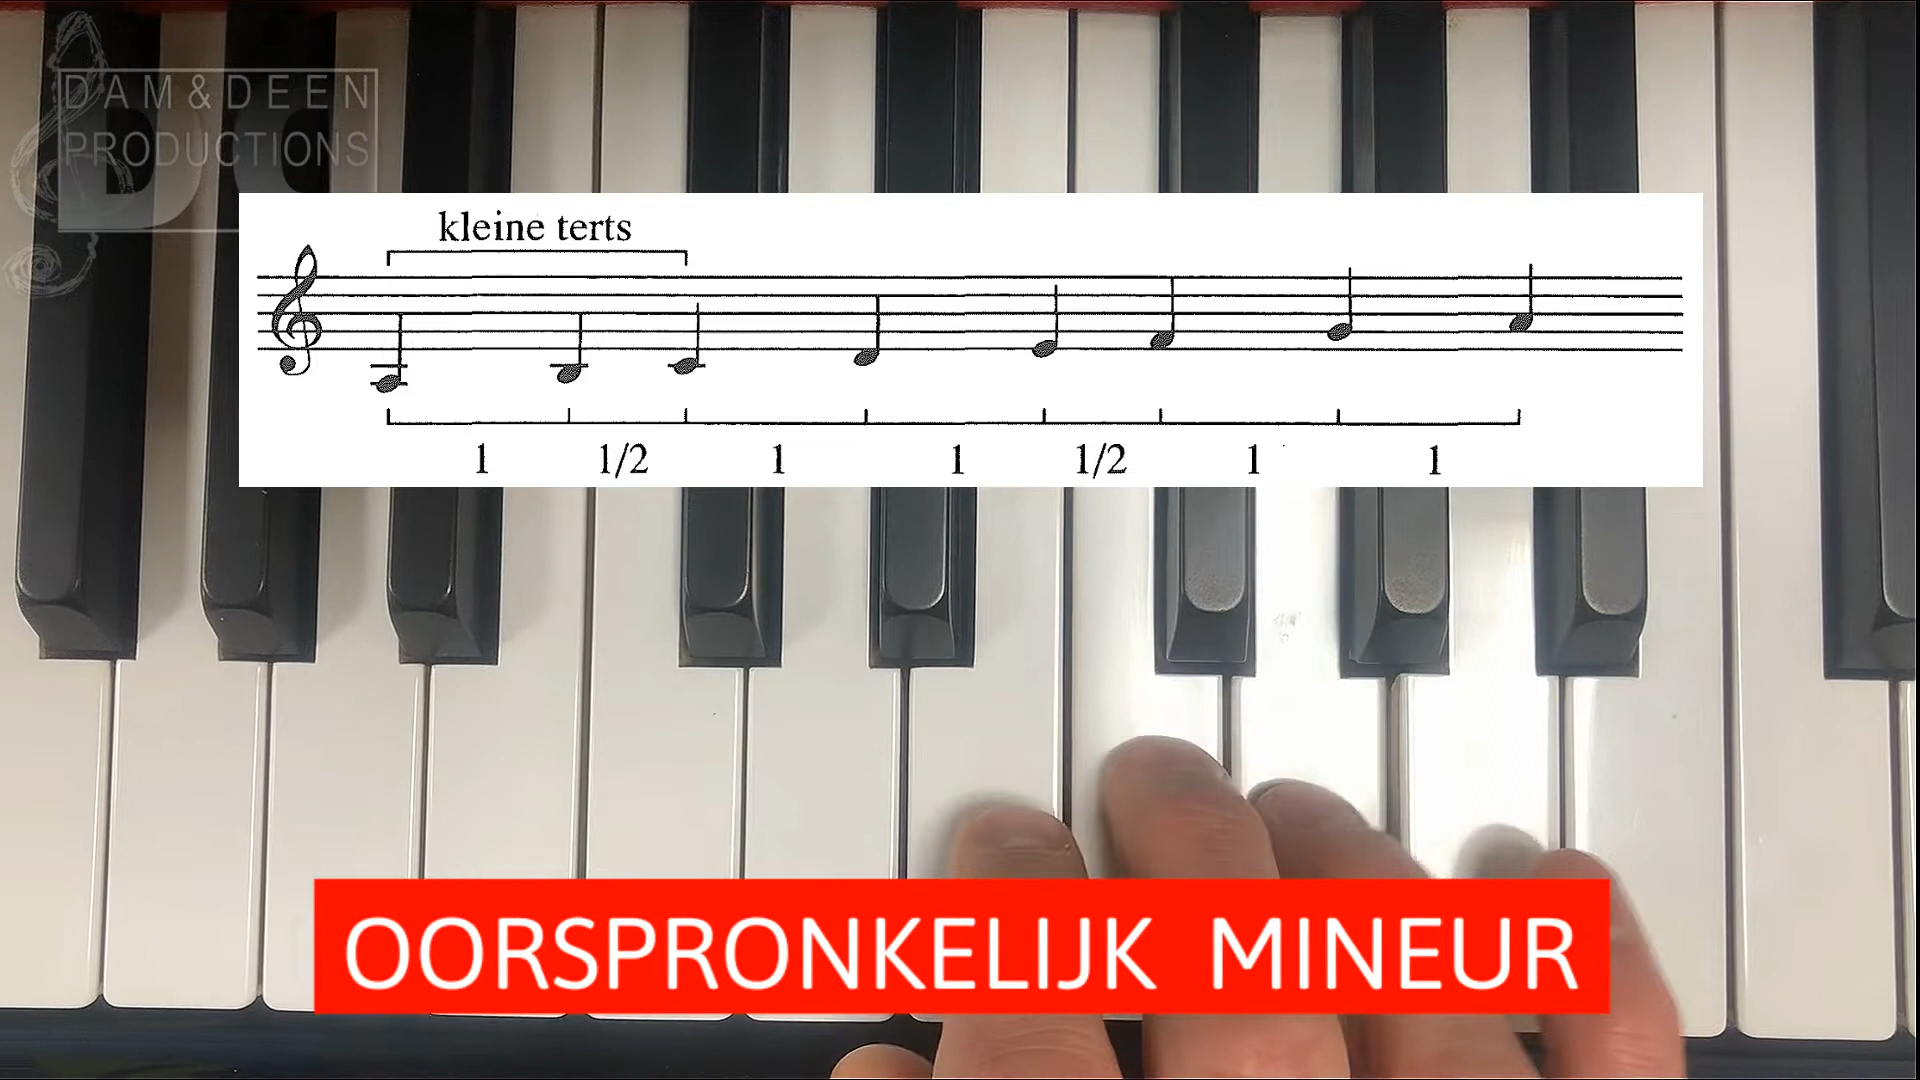 DAM&DEEN
PRODUCTIONS
kleine terts
1 1/2 1 1 1/2 1 1
OORSPRONKELIJK MINEUR